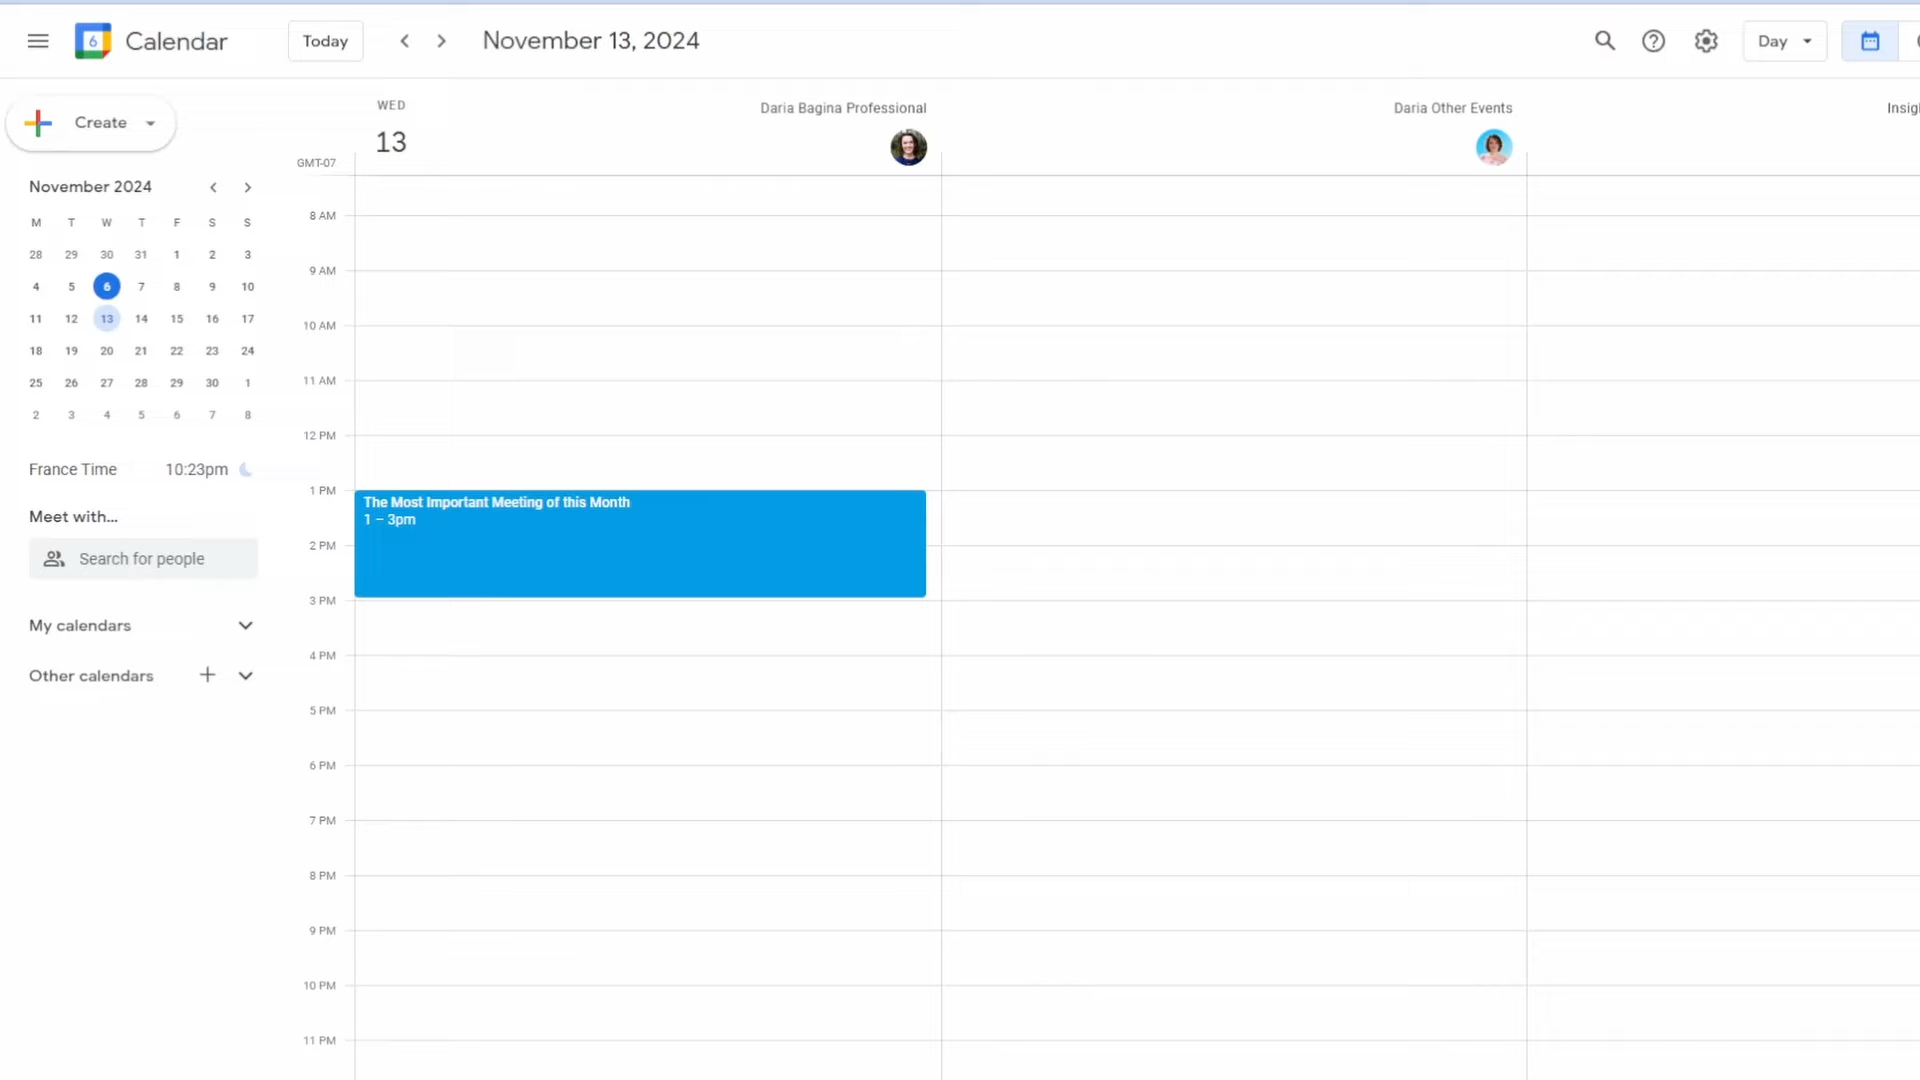 6 Calendar Today November 13, 2024 Day
Create
November 2024
M T W T F S S
28 29 30 31 1 2 3
4 5 6 7 8 9 10
11 12 13 14 15 16 17
18 19 20 21 22 23 24
25 26 27 28 29 30 1
2 3 4 5 6 7 8
France Time 10:23pm
Meet with...
Search for people
My calendars
Other calendars
WED
13
GMT-07
Daria Bagina Professional
Daria Other Events
Insig
8 AM
9 AM
10 AM
11 AM
12 PM
1 PM
The Most Important Meeting of this Month
1 – 3pm
2 PM
3 PM
4 PM
5 PM
6 PM
7 PM
8 PM
9 PM
10 PM
11 PM